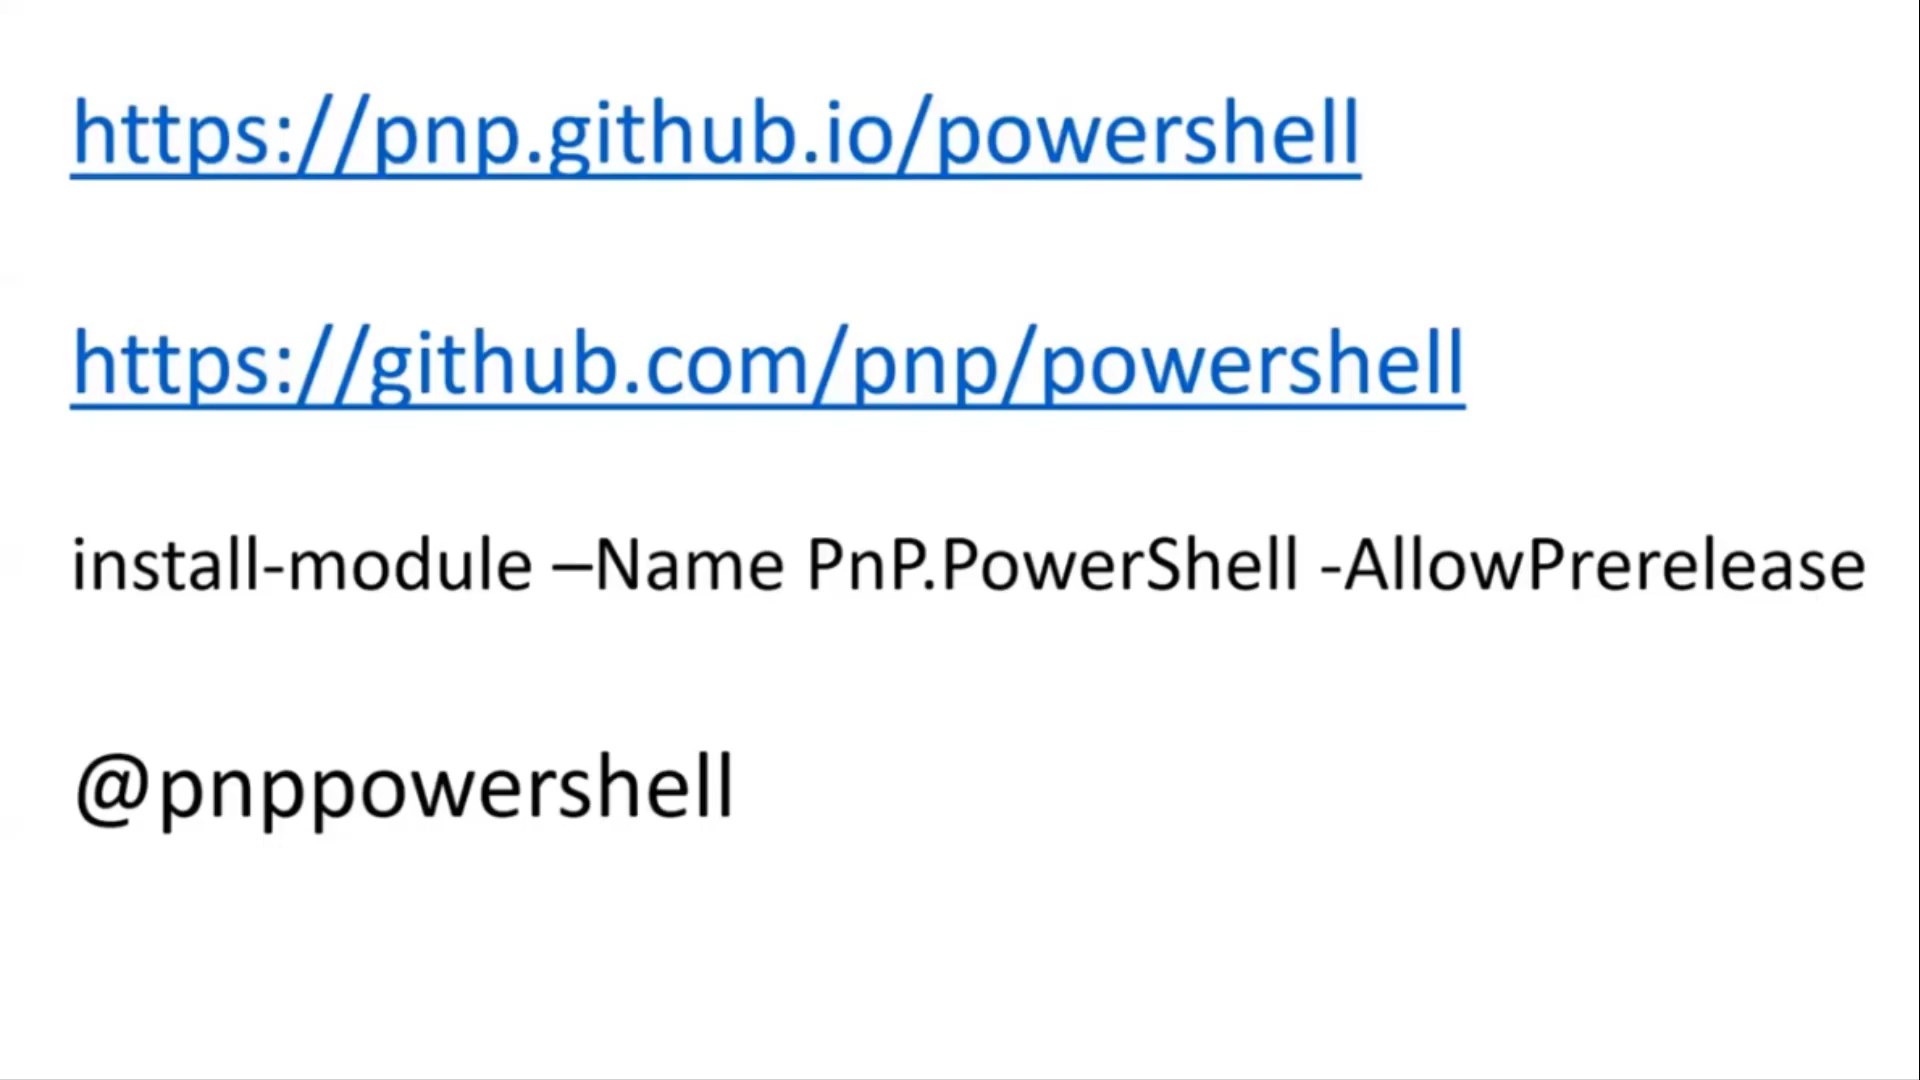 https://pnp.github.io/powershell
https://github.com/pnp/powershell
install-module –Name PnP.PowerShell -AllowPrerelease
@pnppowershell